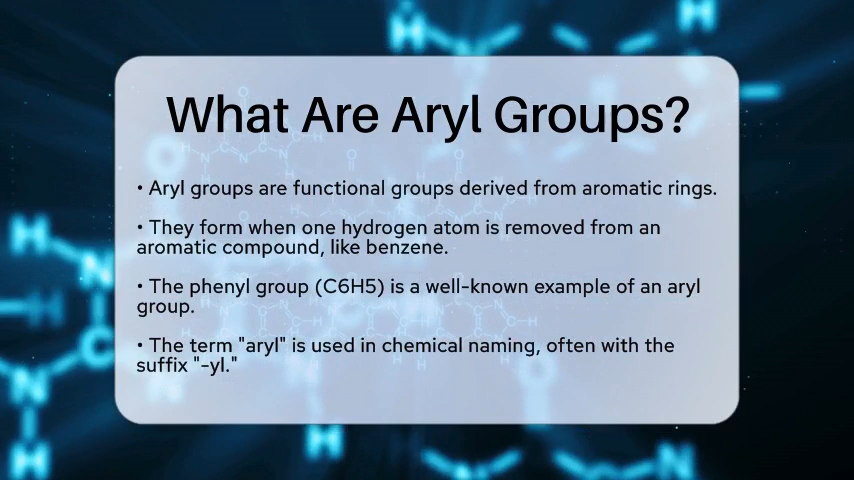 What Are Aryl Groups?
• Aryl groups are functional groups derived from aromatic rings.
• They form when one hydrogen atom is removed from an
aromatic compound, like benzene.
• The phenyl group (C6H5) is a well-known example of an aryl
group.
• The term "aryl" is used in chemical naming, often with the
suffix "-yl."